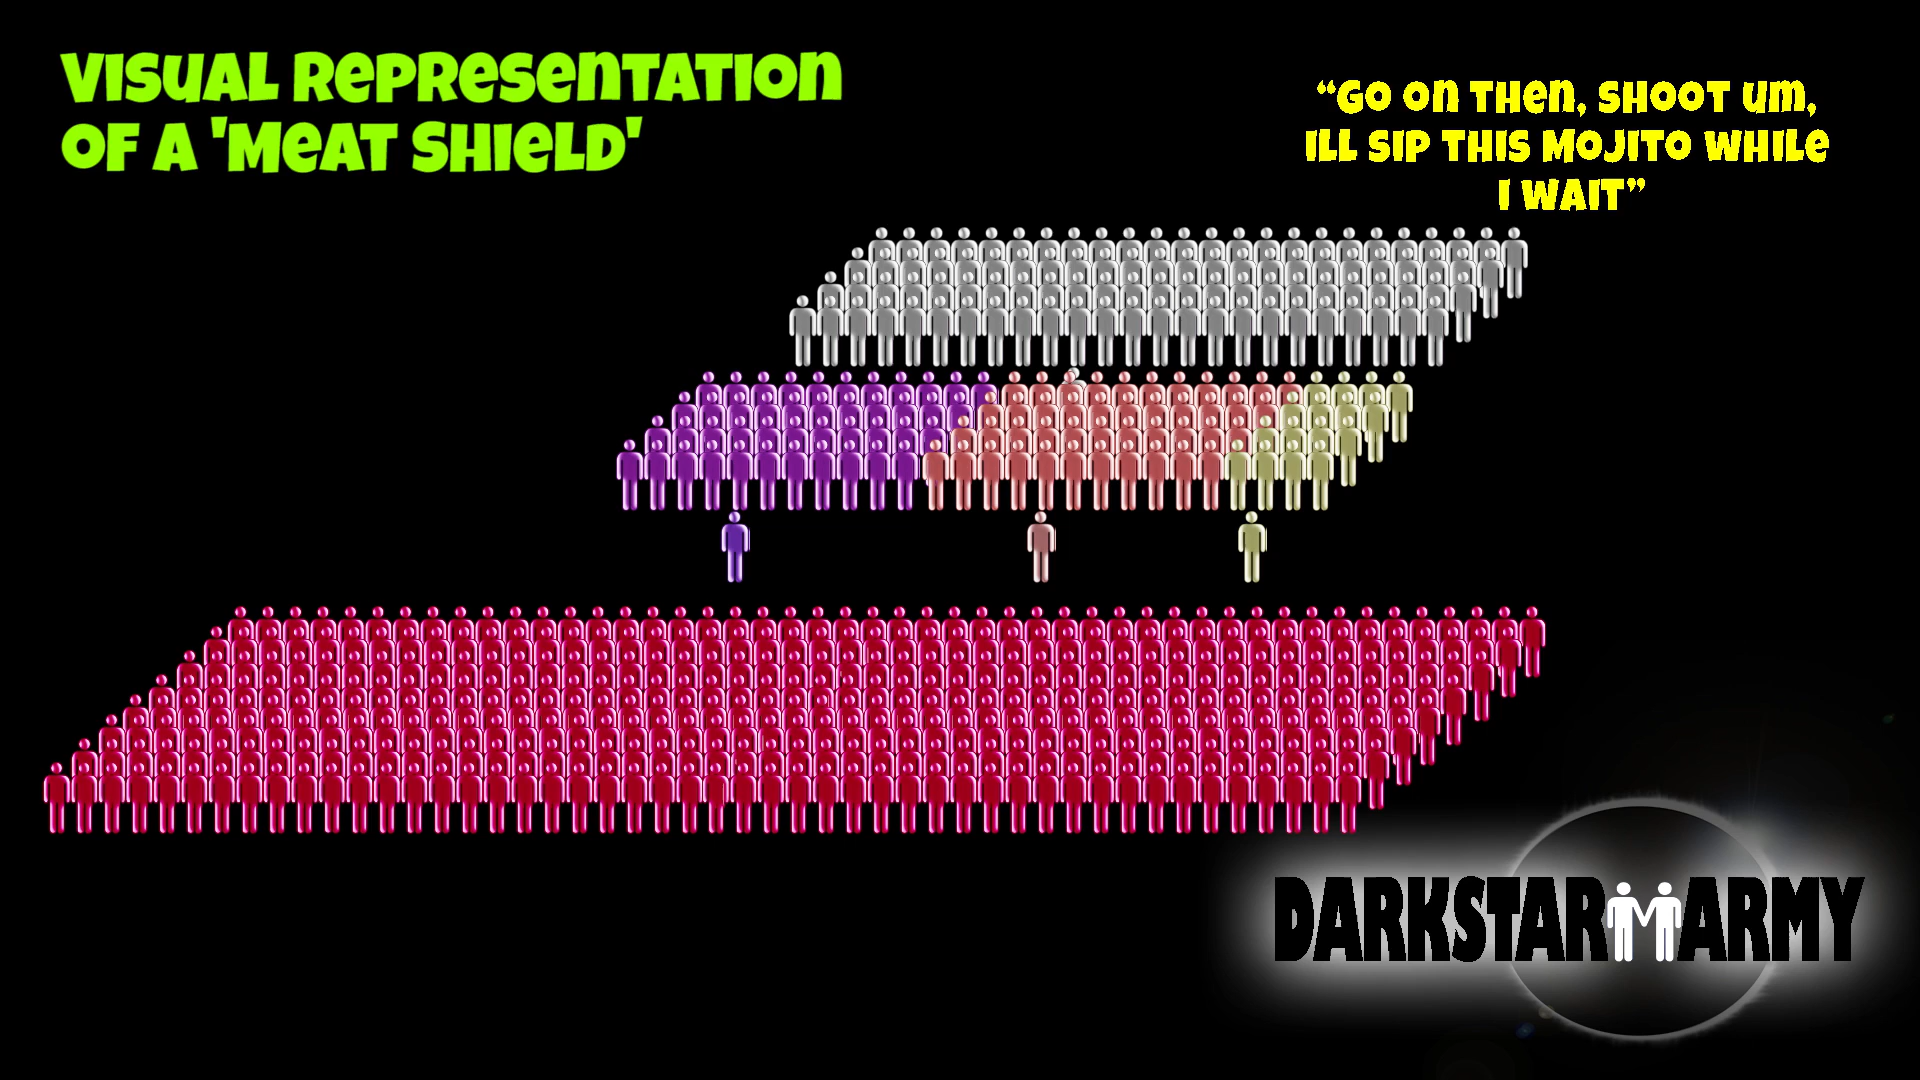 VISUAL REPRESENTATION
OF A 'MEAT SHIELD'
“GO ON THEN, SHOOT UM,
ILL SIP THIS MOJITO WHILE
I WAIT”
DARKSTAR ARMY